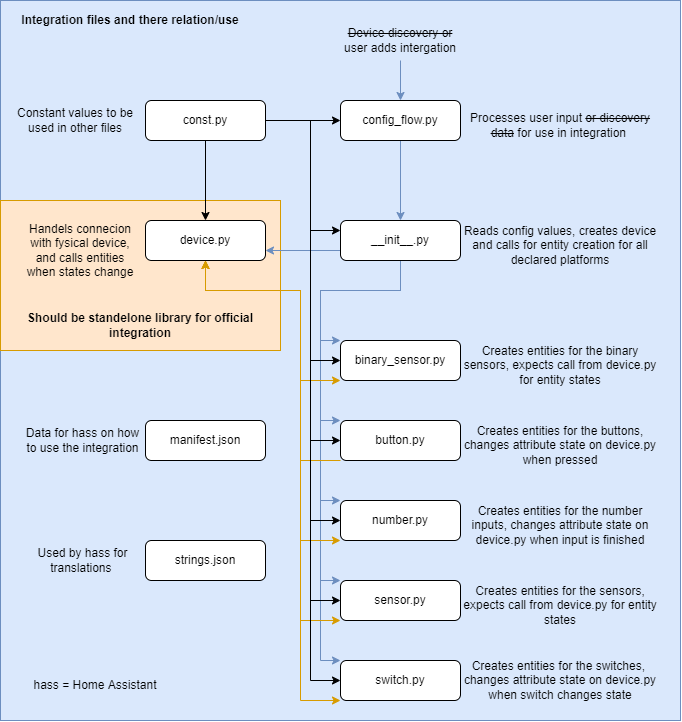 Integration files and there relation/use
Device discovery or
user adds intergation
Constant values to be
used in other files
const.py
config_flow.py
Processes user input or discovery
data for use in integration
Handels connecion
with fysical device,
and calls entities
when states change
device.py
__init__.py
Reads config values, creates device
and calls for entity creation for all
declared platforms
Should be standelone library for official
integration
binary_sensor.py
Creates entities for the binary
sensors, expects call from device.py
for entity states
Data for hass on how
to use the integration
manifest.json
button.py
Creates entities for the buttons,
changes attribute state on device.py
when pressed
number.py
Creates entities for the number
inputs, changes attribute state on
device.py when input is finished
Used by hass for
translations
strings.json
sensor.py
Creates entities for the sensors,
expects call from device.py for entity
states
hass = Home Assistant
switch.py
Creates entities for the switches,
changes attribute state on device.py
when switch changes state